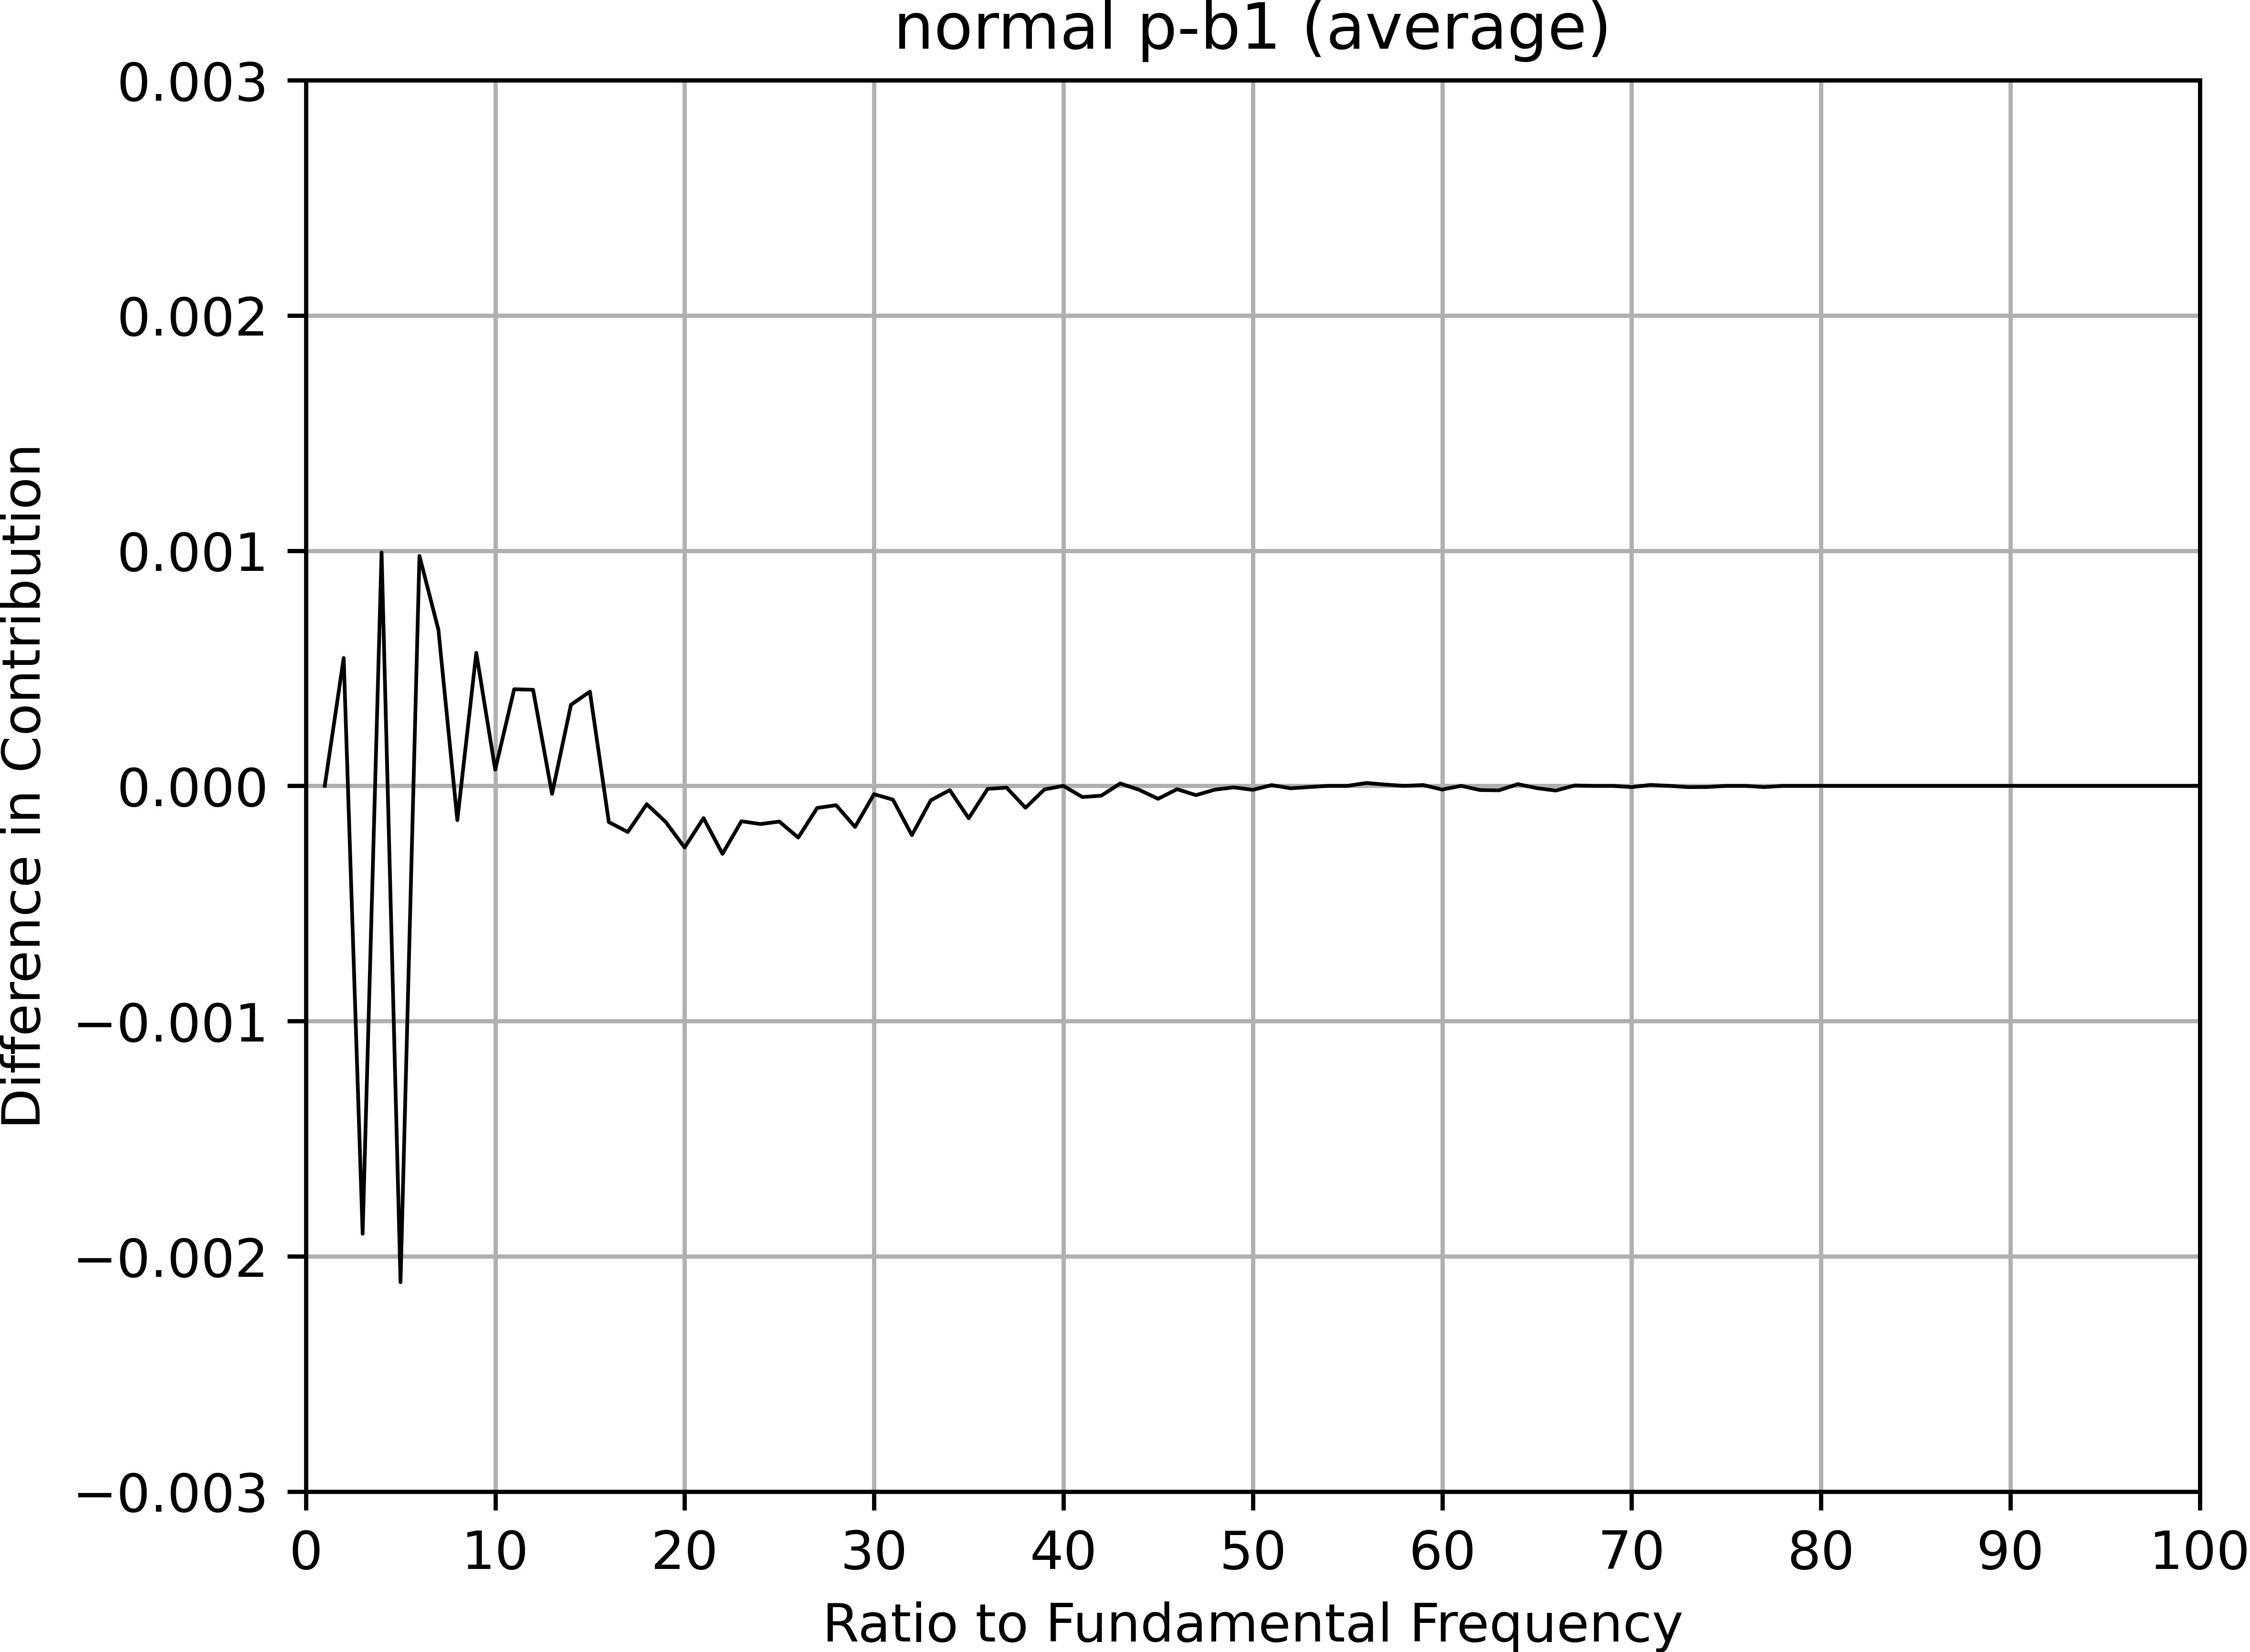 normal p-b1 (average)
0.003
0.002
0.001
0.000
−0.001
−0.002
−0.003
Difference in Contribution
0 10 20 30 40 50 60 70 80 90 100
Ratio to Fundamental Frequency